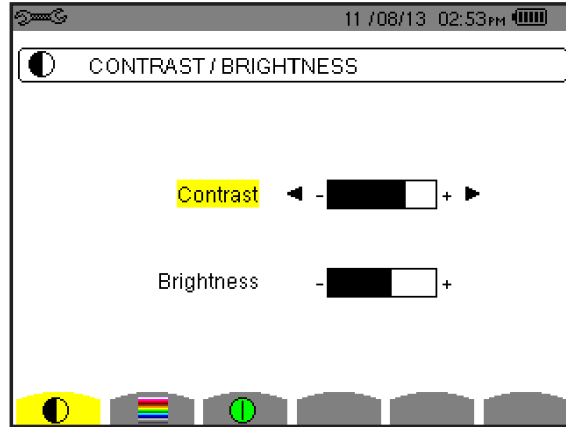 11/08/13 02:53PM
CONTRAST / BRIGHTNESS
Contrast - +
Brightness - +